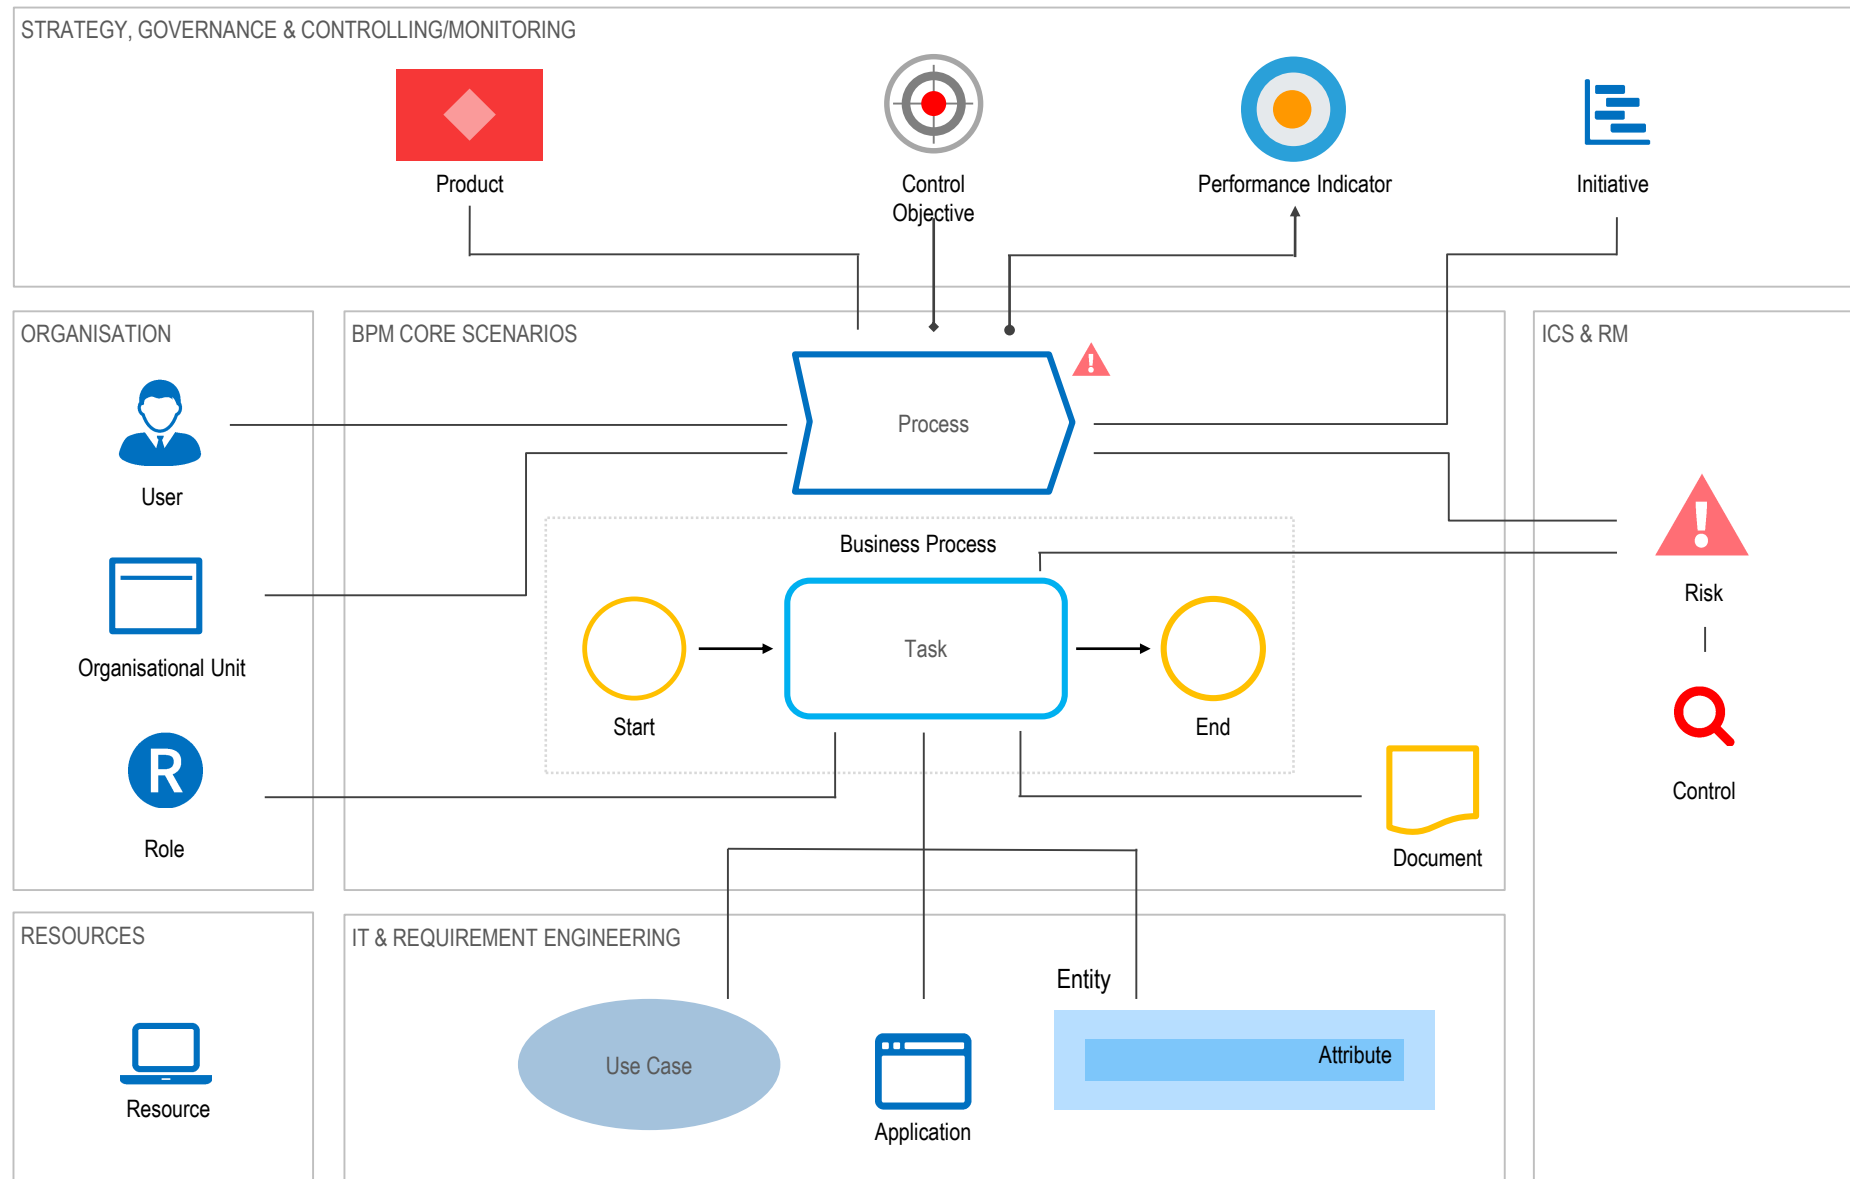 STRATEGY, GOVERNANCE & CONTROLLING/MONITORING
Product
Control
Objective
Performance Indicator
Initiative
ORGANISATION
BPM CORE SCENARIOS
ICS & RM
Process
User
Business Process
Risk
Task
Organisational Unit
Start
End
R
Control
Role
Document
RESOURCES
IT & REQUIREMENT ENGINEERING
Entity
Attribute
Use Case
Resource
Application